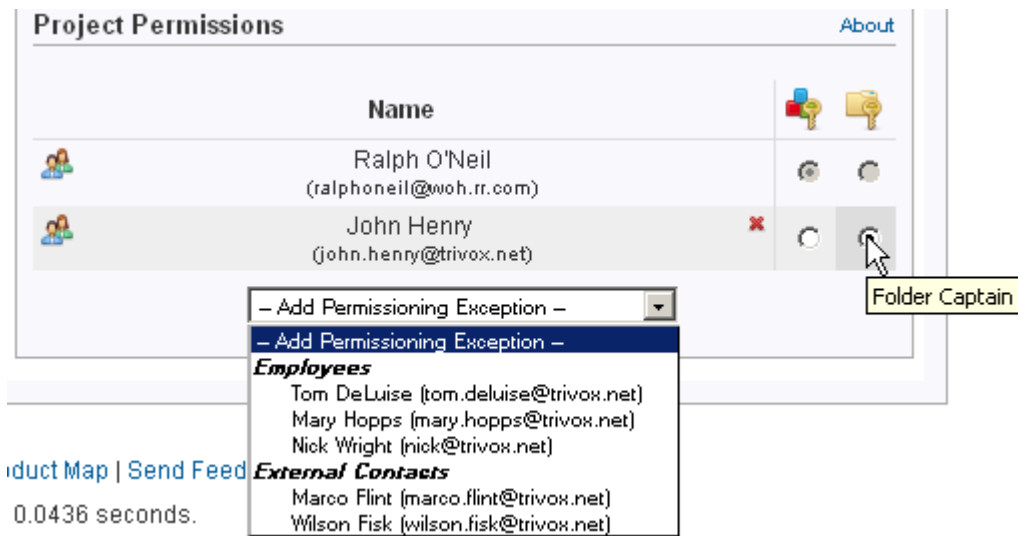 Project Permissions About
Name
Ralph O'Neil
(ralphoneil@woh.rr.com)
John Henry
(john.henry@trivox.net)
Folder Captain
– Add Permissioning Exception –
– Add Permissioning Exception –
Employees
Tom DeLuise (tom.deluise@trivox.net)
Mary Hopps (mary.hopps@trivox.net)
Nick Wright (nick@trivox.net)
External Contacts
Marco Flint (marco.flint@trivox.net)
Wilson Fisk (wilson.fisk@trivox.net)
duct Map | Send Feed
0.0436 seconds.